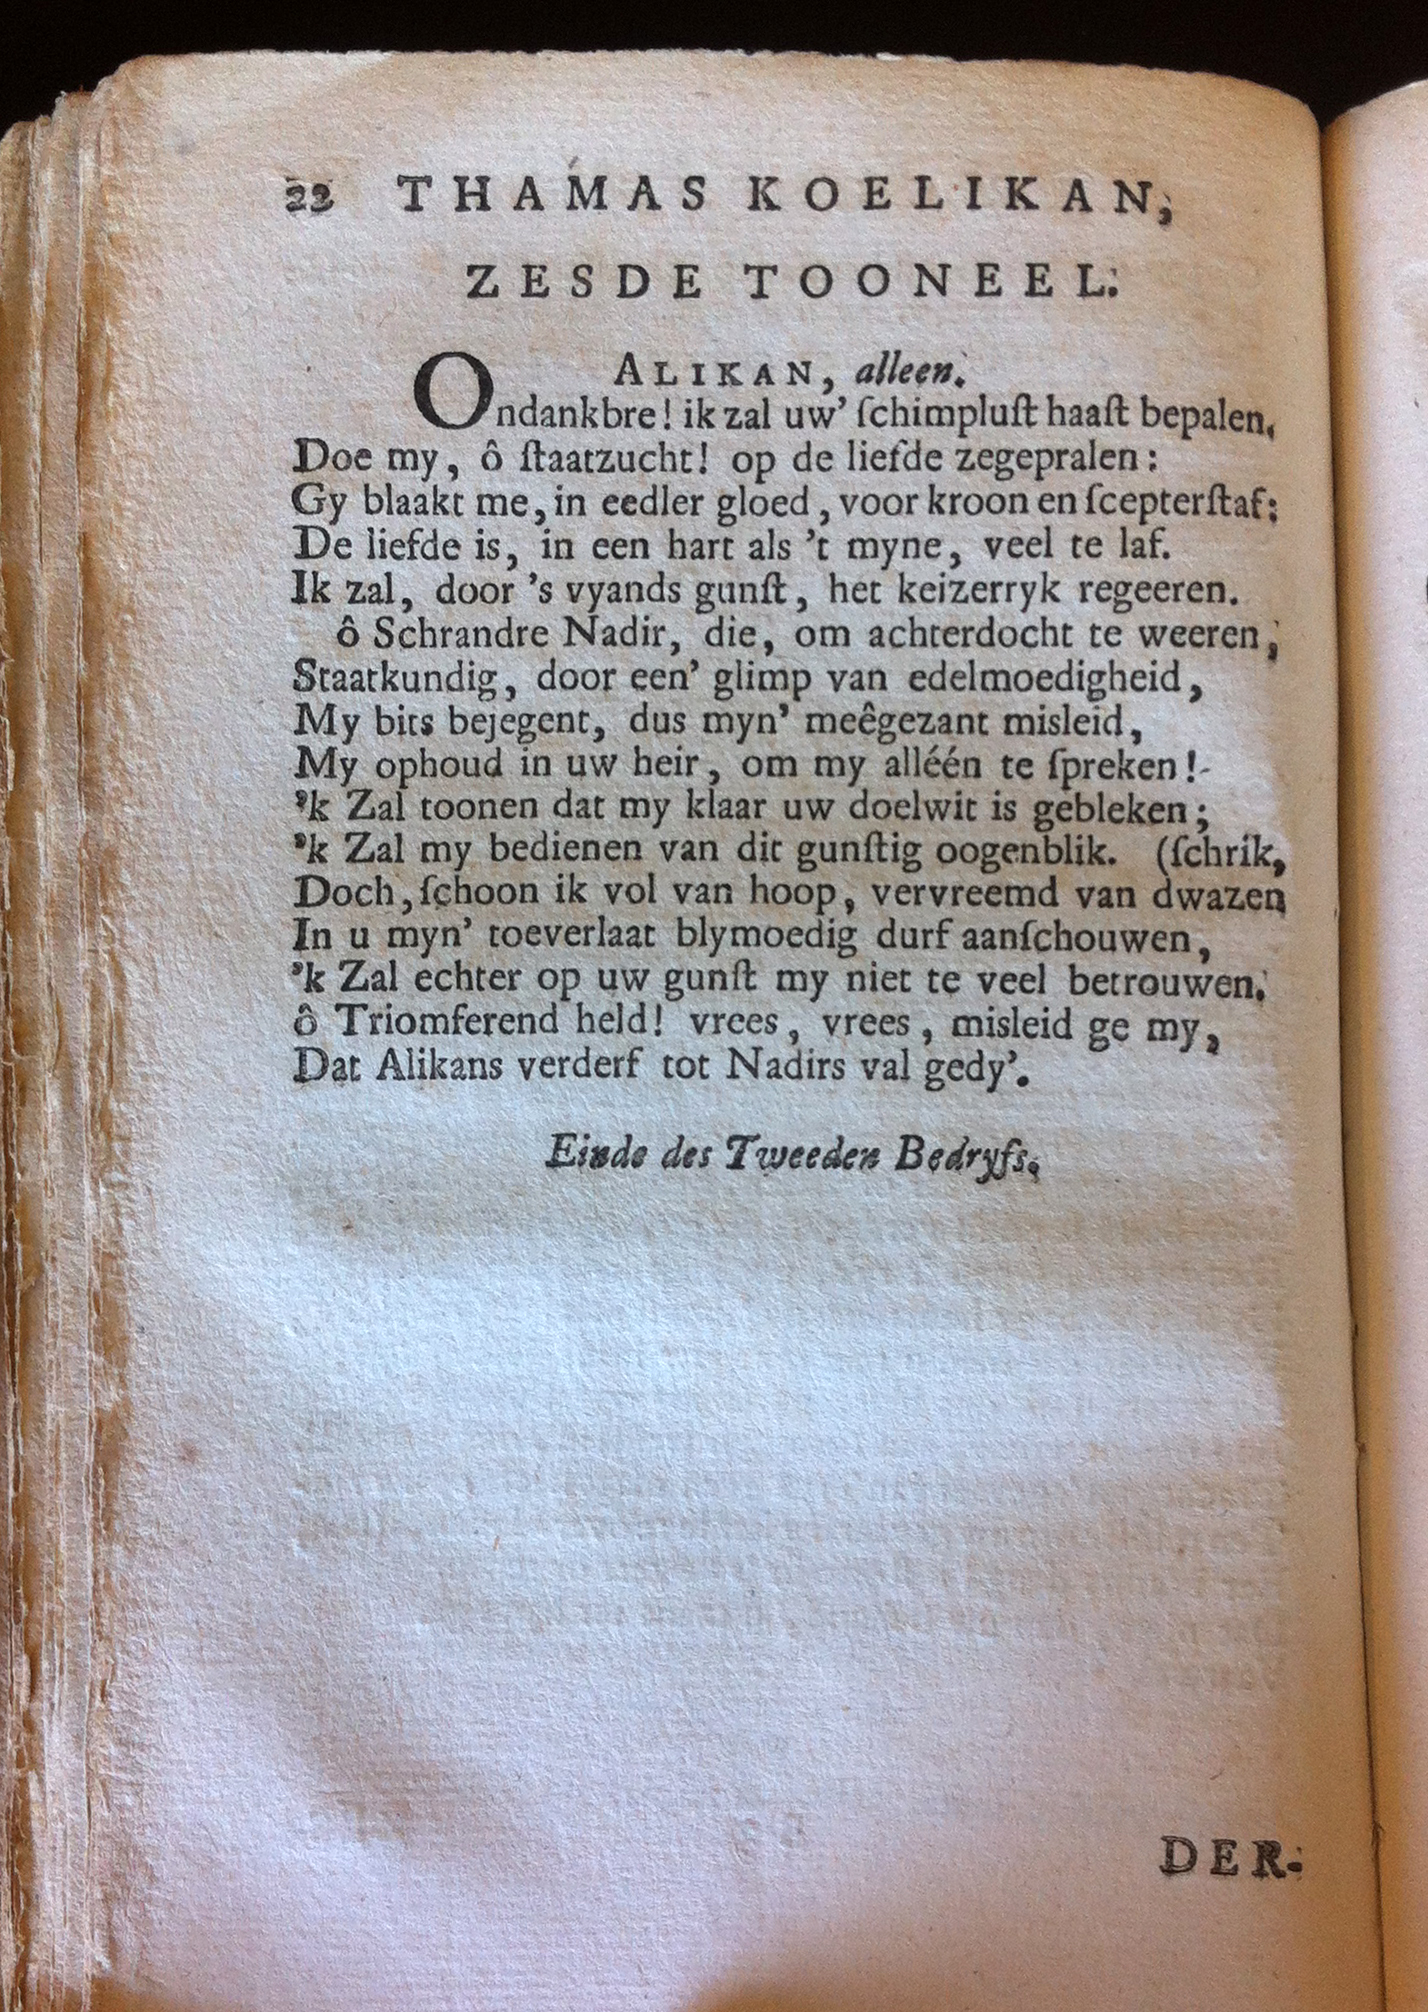 22 THAMAS KOELIKAN,
ZESDE TOONEEL.
ALIKAN, alleen.
Ondankbre! ik zal uw’ ſchimpluſt haaſt bepalen.
Doe my, ô ſtaatzucht! op de liefde zegepralen:
Gy blaakt me, in eedler gloed, voor kroon en ſcepterſtaf;
De liefde is, in een hart als ’t myne, veel te laf.
Ik zal, door ’s vyands gunſt, het keizerryk regeeren.
ô Schrandre Nadir, die, om achterdocht te weeren,
Staatkundig, door een’ glimp van edelmoedigheid,
My bits bejegent, dus myn’ meêgezant misleid,
My ophoud in uw heir, om my alléén te ſpreken!
’k Zal toonen dat my klaar uw doelwit is gebleken;
’k Zal my bedienen van dit gunſtig oogenblik. (ſchrik,
Doch, ſchoon ik vol van hoop, vervreemd van dwazen
In u myn’ toeverlaat blymoedig durf aanſchouwen,
’k Zal echter op uw gunſt my niet te veel betrouwen.
ô Triomferend held! vrees, vrees, misleid ge my,
Dat Alikans verderf tot Nadirs val gedy’.
Einde des Tweeden Bedryfs.
DER-